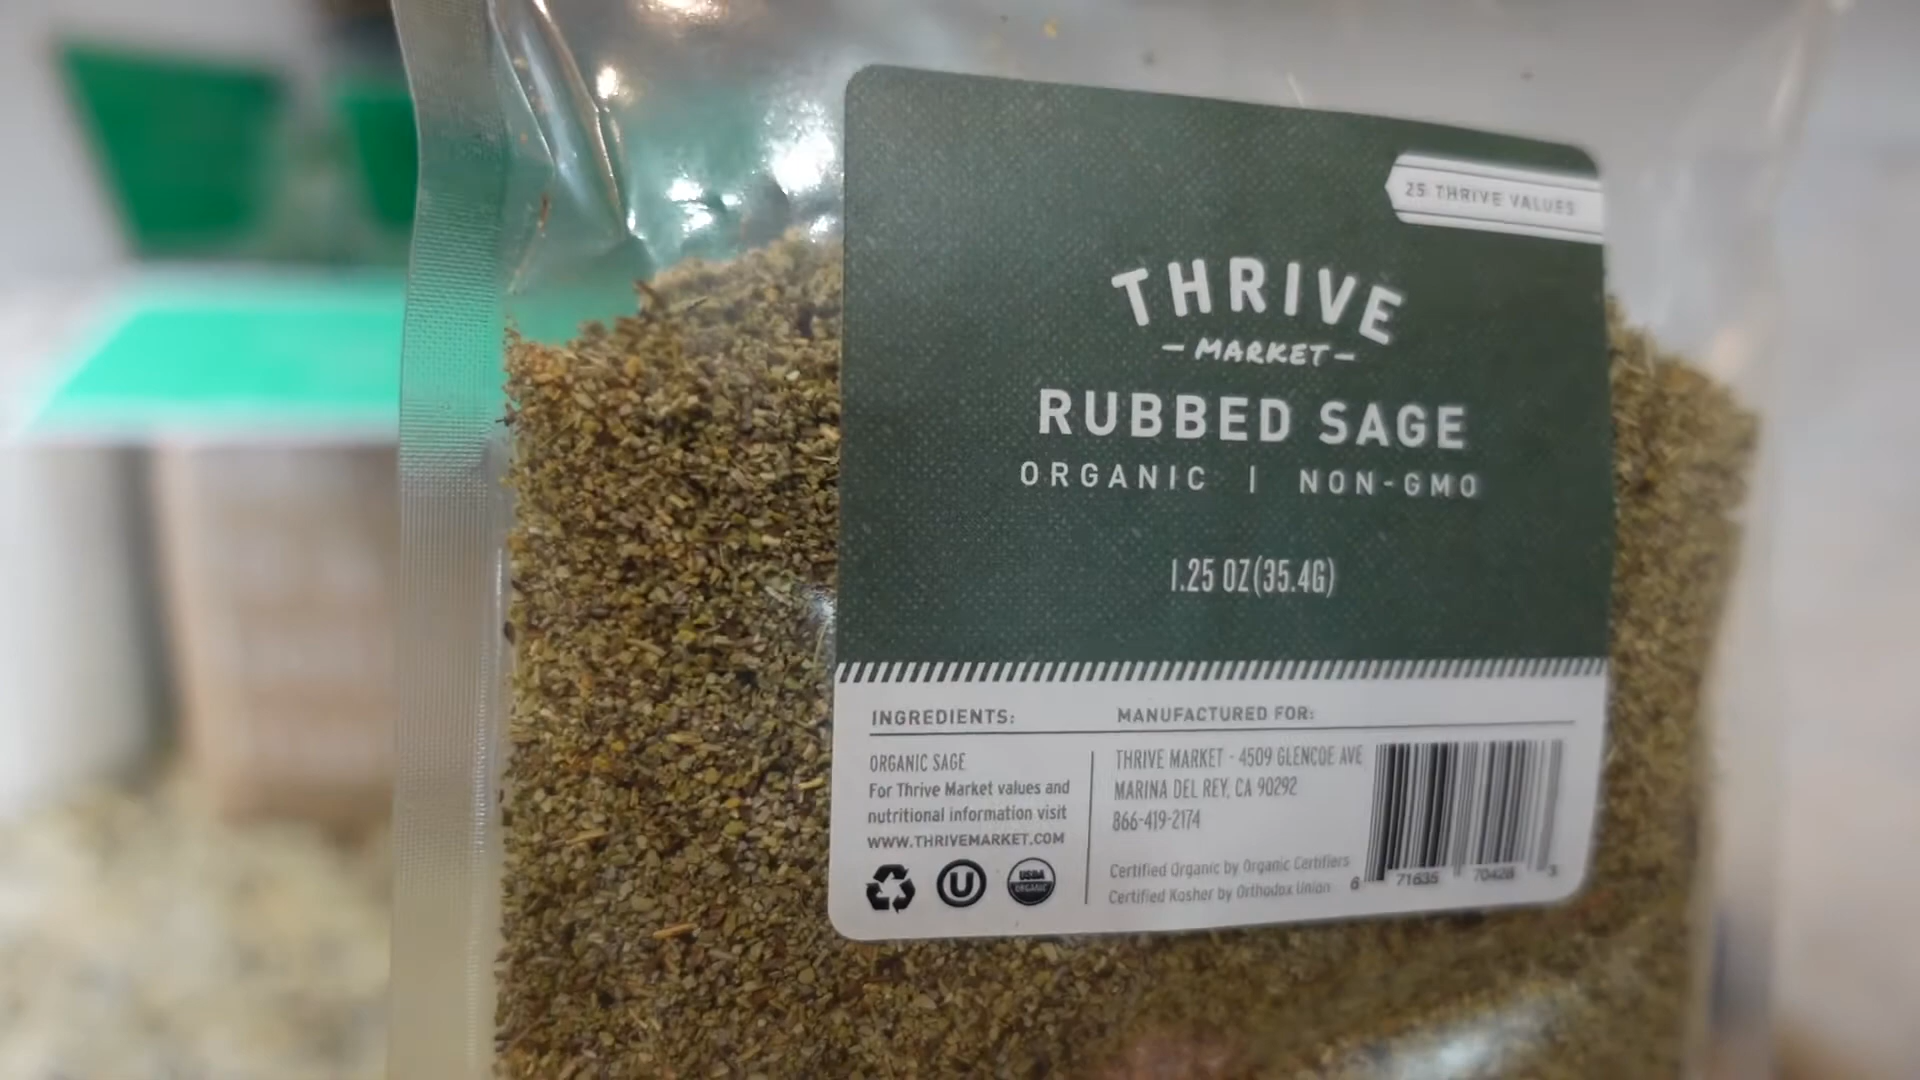 25 THRIVE VALUES
THRIVE
- MARKET -
RUBBED SAGE
ORGANIC | NON-GMO
1.25 OZ(35.4G)
INGREDIENTS:
ORGANIC SAGE
For Thrive Market values and
nutritional information visit
WWW.THRIVEMARKET.COM
U
USDA
ORGANIC
MANUFACTURED FOR:
THRIVE MARKET - 4509 GLENCOE AVE
MARINA DEL REY, CA 90292
866-419-2174
Certified Organic by Organic Certifiers
Certified Kosher by Orthodox Union
6 71635 70428 3